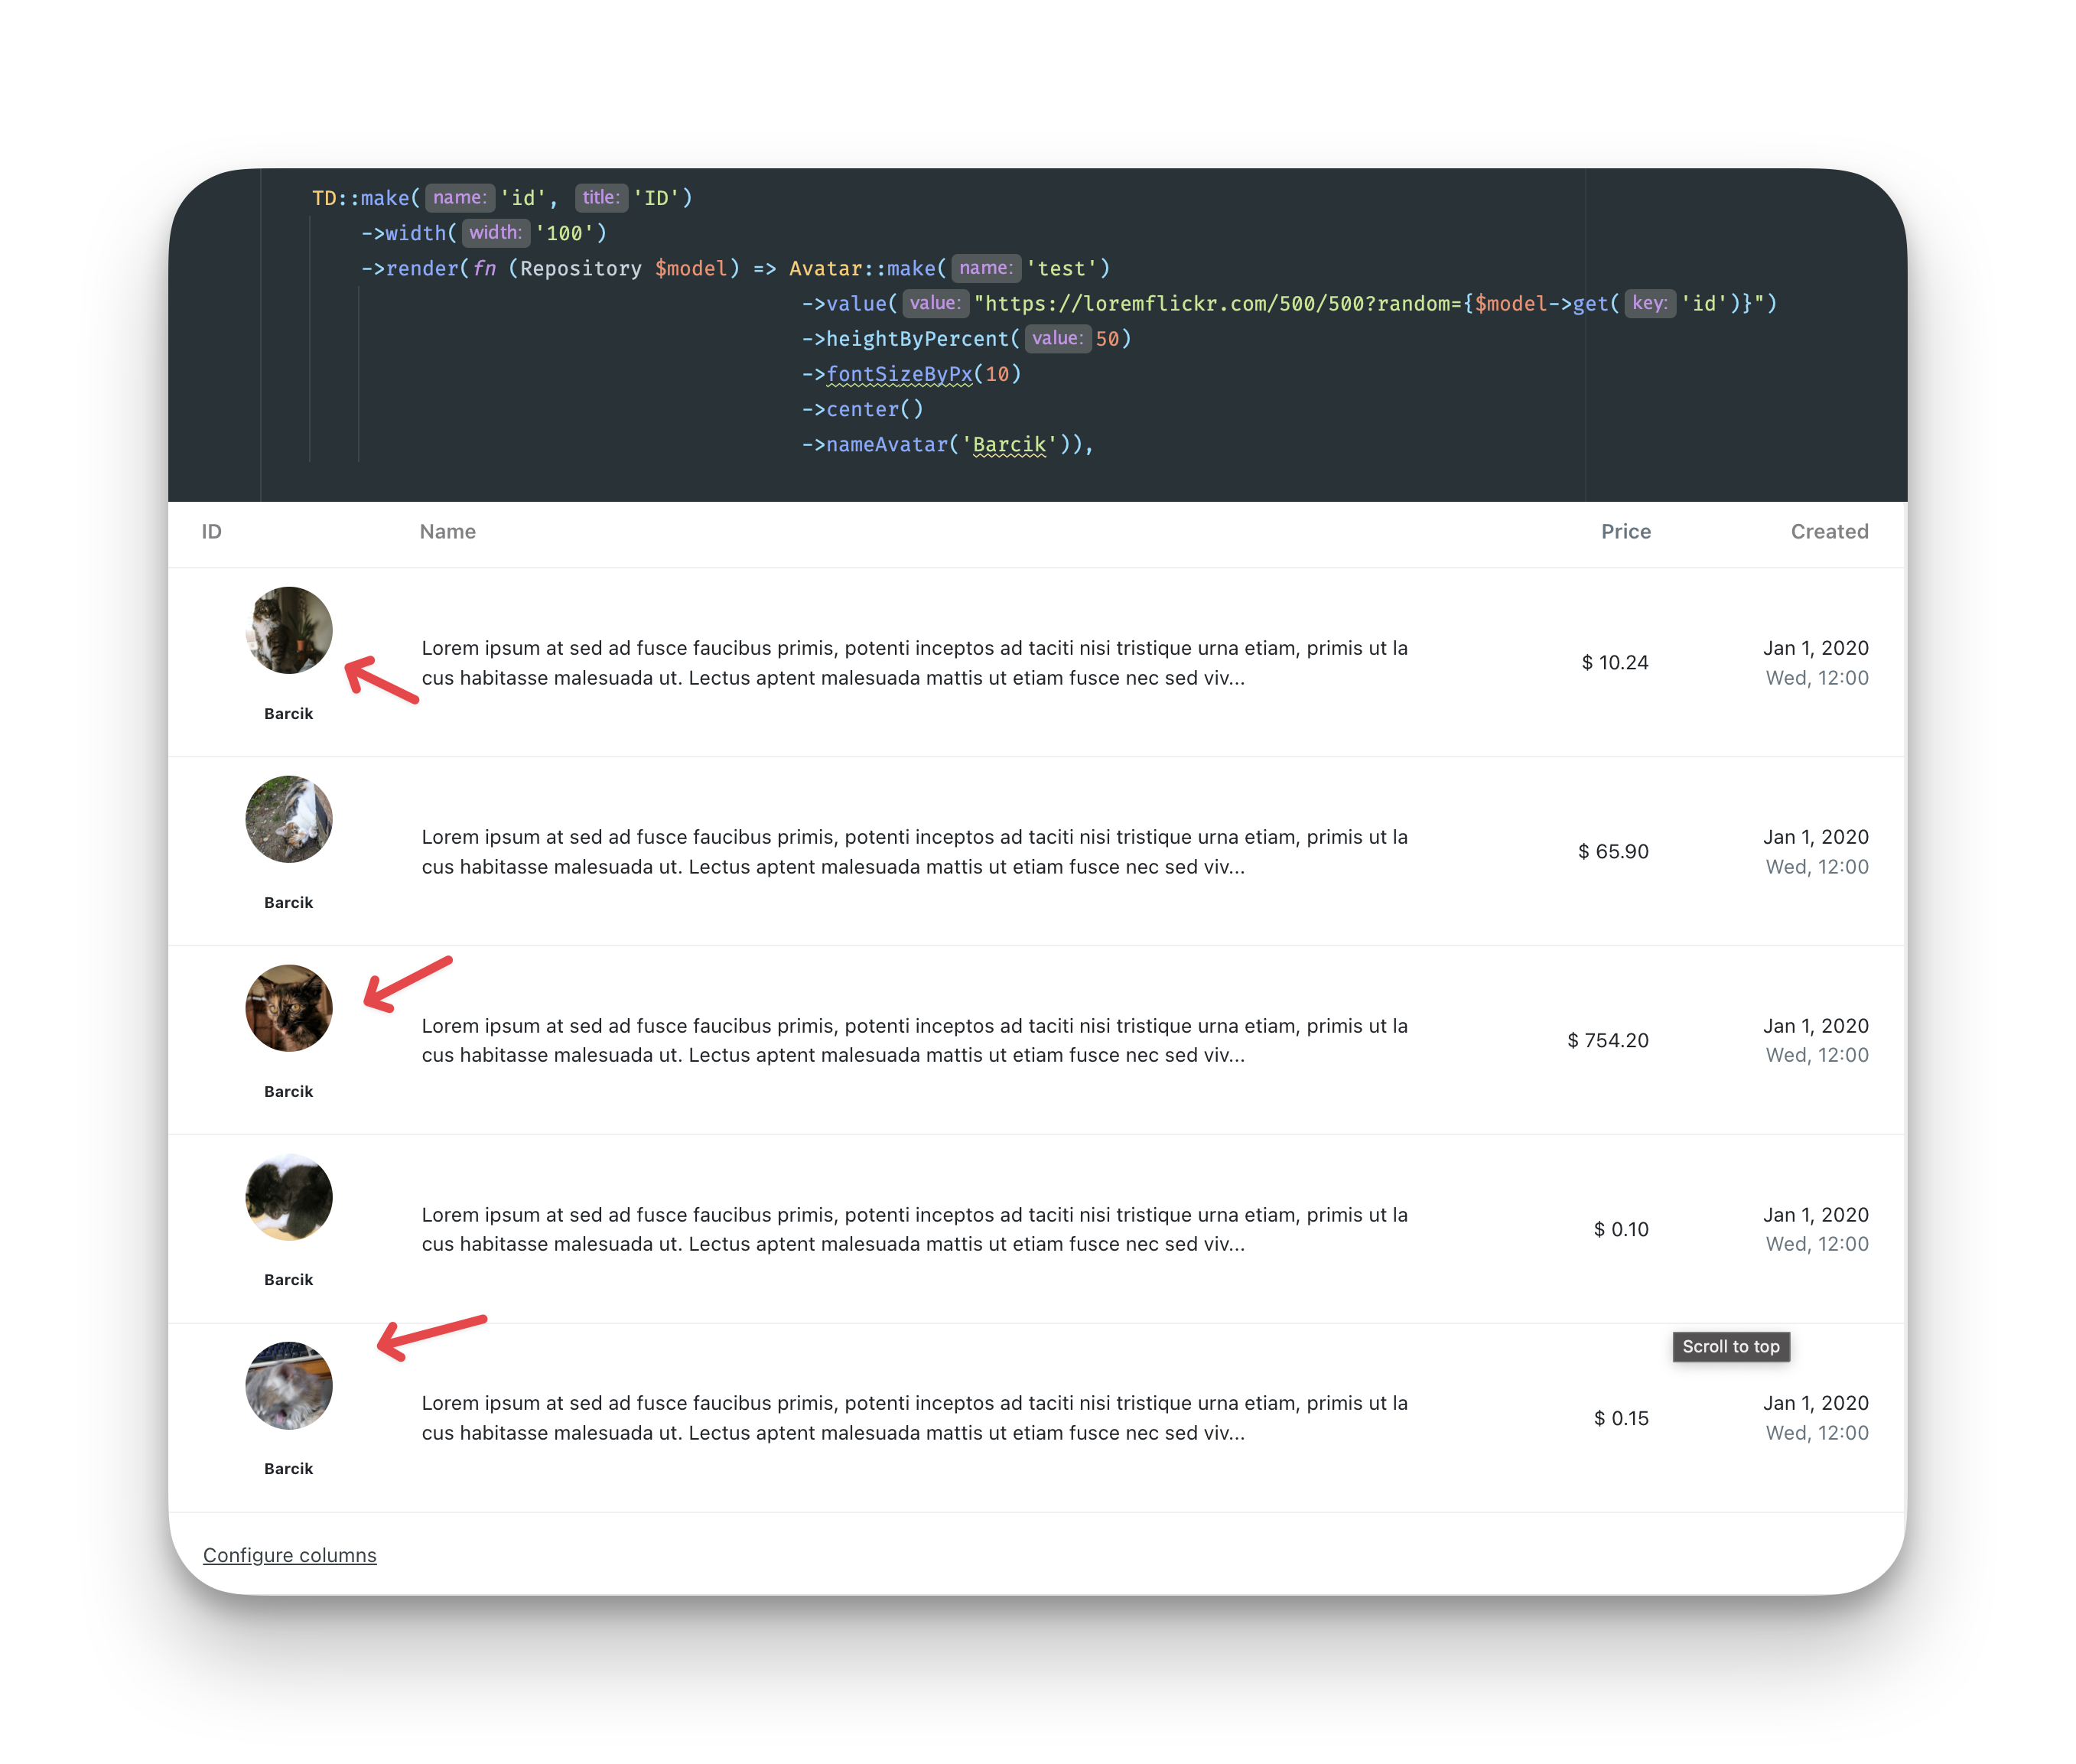 TD::make( name: 'id', title: 'ID')
->width( width: '100')
->render(fn (Repository $model) => Avatar::make( name: 'test')
->value( value: "https://loremflickr.com/500/500?random={$model->get( key: 'id')}")
->heightByPercent( value: 50)
->fontSizeByPx(10)
->center()
->nameAvatar('Barcik')),
ID Name Price Created
Lorem ipsum at sed ad fusce faucibus primis, potenti inceptos ad taciti nisi tristique urna etiam, primis ut la
cus habitasse malesuada ut. Lectus aptent malesuada mattis ut etiam fusce nec sed viv...
$ 10.24
Jan 1, 2020
Wed, 12:00
Barcik
Lorem ipsum at sed ad fusce faucibus primis, potenti inceptos ad taciti nisi tristique urna etiam, primis ut la
cus habitasse malesuada ut. Lectus aptent malesuada mattis ut etiam fusce nec sed viv...
$ 65.90
Jan 1, 2020
Wed, 12:00
Barcik
Lorem ipsum at sed ad fusce faucibus primis, potenti inceptos ad taciti nisi tristique urna etiam, primis ut la
cus habitasse malesuada ut. Lectus aptent malesuada mattis ut etiam fusce nec sed viv...
$ 754.20
Jan 1, 2020
Wed, 12:00
Barcik
Lorem ipsum at sed ad fusce faucibus primis, potenti inceptos ad taciti nisi tristique urna etiam, primis ut la
cus habitasse malesuada ut. Lectus aptent malesuada mattis ut etiam fusce nec sed viv...
$ 0.10
Jan 1, 2020
Wed, 12:00
Barcik
Scroll to top
Lorem ipsum at sed ad fusce faucibus primis, potenti inceptos ad taciti nisi tristique urna etiam, primis ut la
cus habitasse malesuada ut. Lectus aptent malesuada mattis ut etiam fusce nec sed viv...
$ 0.15
Jan 1, 2020
Wed, 12:00
Barcik
Configure columns